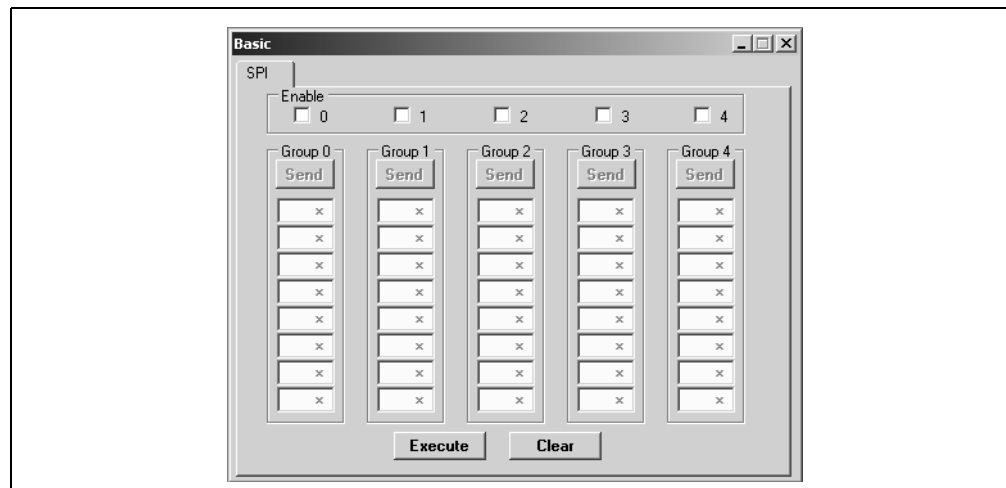 Basic
SPI
Enable
0 1 2 3 4
Group 0 Group 1 Group 2 Group 3 Group 4
Send Send Send Send Send
x x x x x
x x x x x
x x x x x
x x x x x
x x x x x
x x x x x
x x x x x
x x x x x
Execute Clear